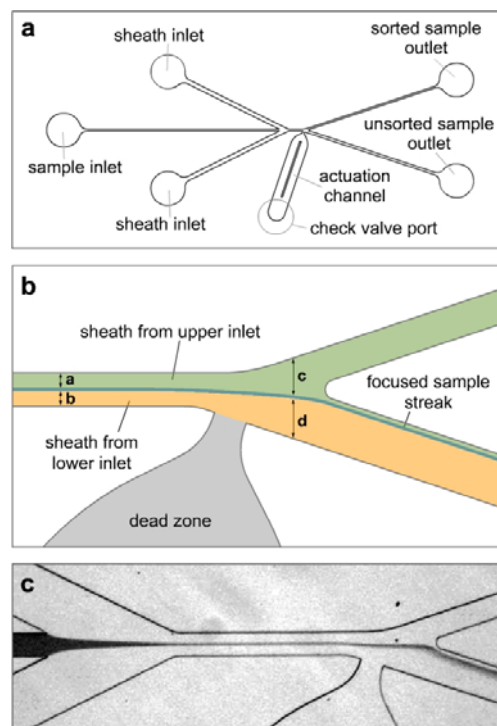 a
sheath inlet
sorted sample
outlet
unsorted sample
outlet
sample inlet
actuation
channel
sheath inlet
check valve port
b
sheath from upper inlet
a
c
focused sample
streak
b
d
sheath from
lower inlet
dead zone
c